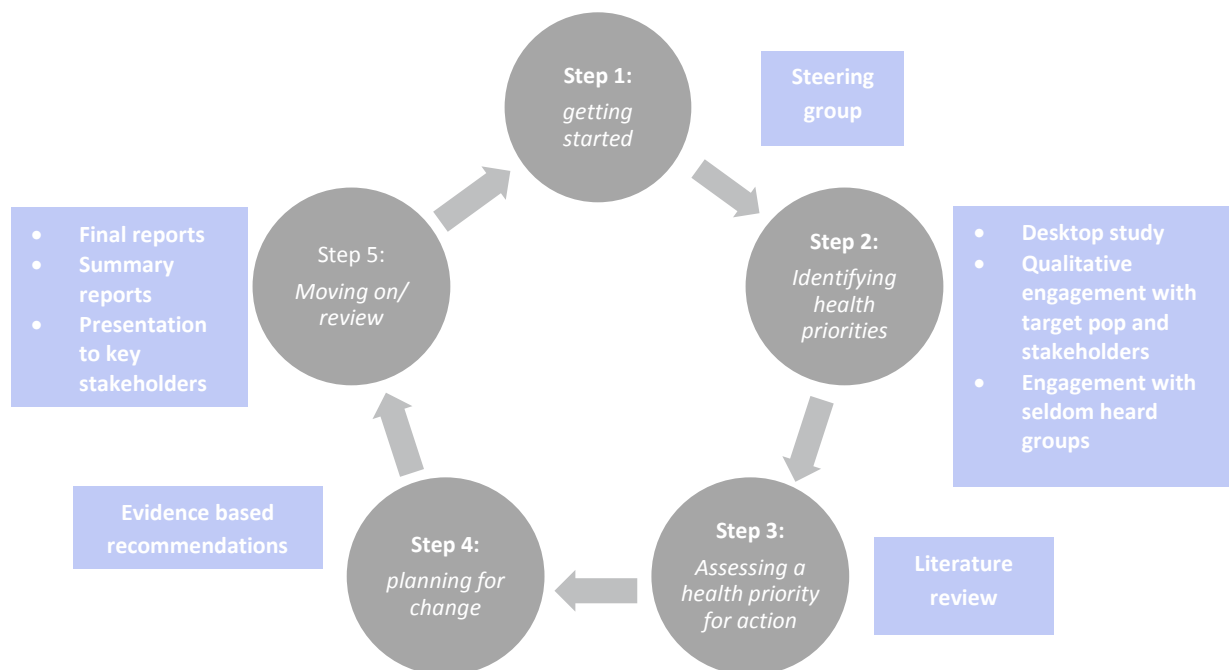 Step 1:
getting
started
Steering
group
Step 2:
Identifying
health
priorities
• Desktop study
• Qualitative
engagement with
target pop and
stakeholders
• Engagement with
seldom heard
groups
Step 3:
Assessing a
health priority
for action
Literature
review
Step 4:
planning for
change
Evidence based
recommendations
Step 5:
Moving on/
review
• Final reports
• Summary
reports
• Presentation
to key
stakeholders